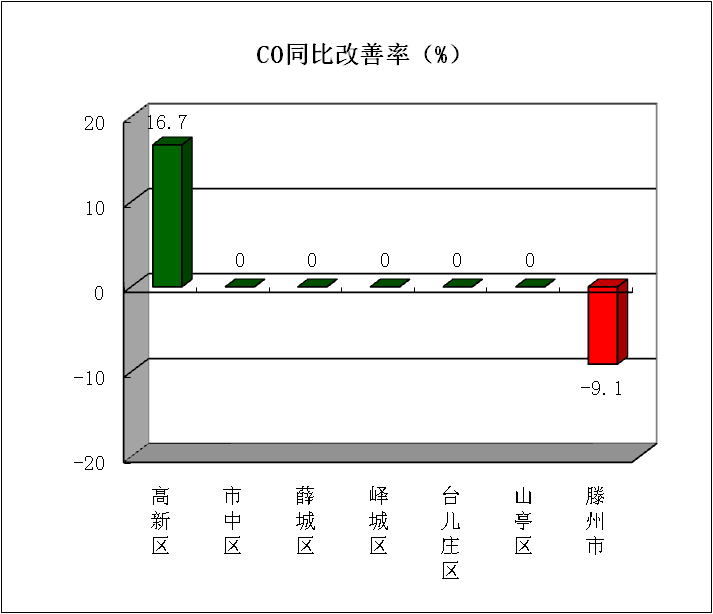 CO同比改善率（%）
20
10
0
-10
-20
16.7
0
0
0
0
0
-9.1
高新区
市中区
薛城区
峄城区
台儿庄区
山亭区
滕州市